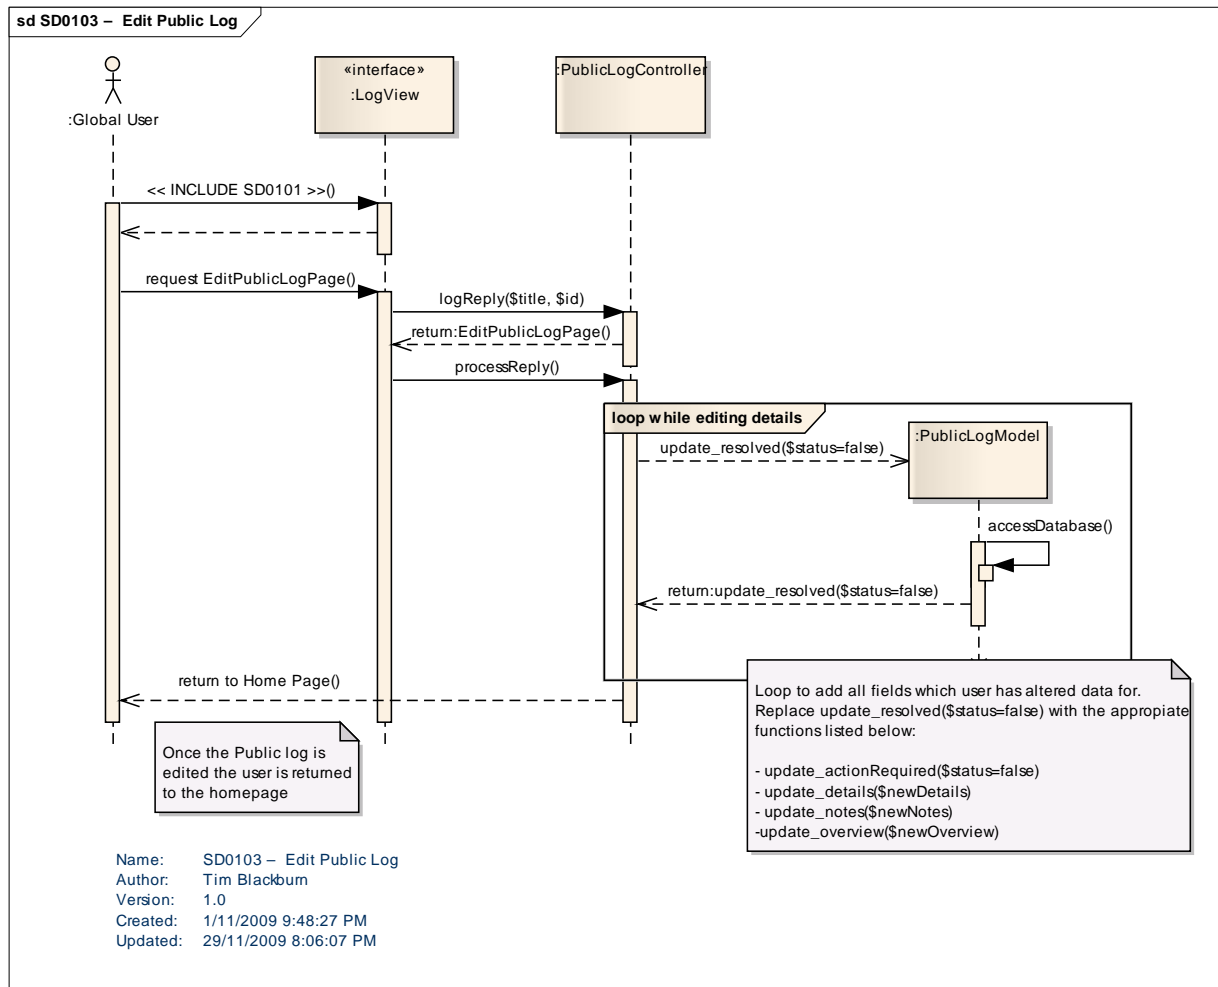 sd SD0103 – Edit Public Log
:Global User
«interface»
:LogView
:PublicLogController
<< INCLUDE SD0101 >>()
request EditPublicLogPage()
logReply($title, $id)
return:EditPublicLogPage()
processReply()
loop while editing details
:PublicLogModel
update_resolved($status=false)
accessDatabase()
return:update_resolved($status=false)
return to Home Page()
Loop to add all fields which user has altered data for.
Replace update_resolved($status=false) with the appropiate
functions listed below:
- update_actionRequired($status=false)
- update_details($newDetails)
- update_notes($newNotes)
-update_overview($newOverview)
Once the Public log is
edited the user is returned
to the homepage
Name: SD0103 – Edit Public Log
Author: Tim Blackburn
Version: 1.0
Created: 1/11/2009 9:48:27 PM
Updated: 29/11/2009 8:06:07 PM